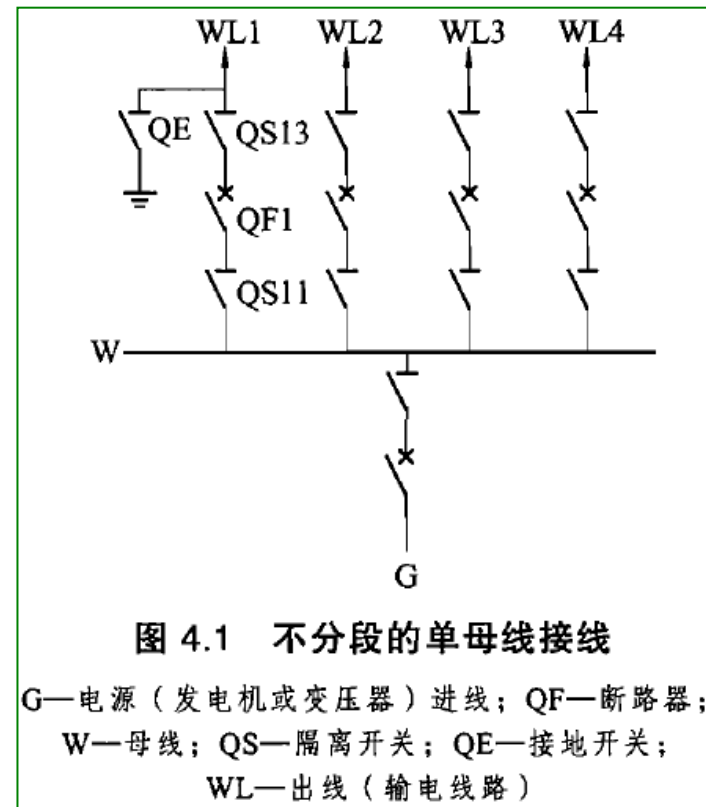 WL1 WL2 WL3 WL4
QE QS13
QF1
QS11
W
G
图 4.1 不分段的单母线接线
G—电源（发电机或变压器）进线；QF—断路器；
W—母线；QS—隔离开关；QE—接地开关；
WL—出线（输电线路）